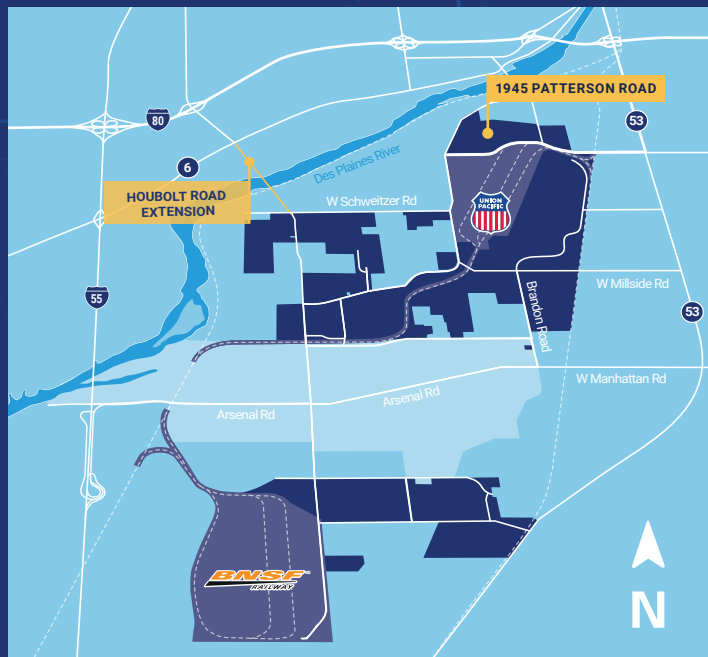 1945 PATTERSON ROAD
80
53
6
Des Plaines River
HOUBOLT ROAD
EXTENSION
W Schweitzer Rd
UNION
PACIFIC
55
W Millside Rd
Brandon Road
53
W Manhattan Rd
Arsenal Rd
Arsenal Rd
BNSF
RAILWAY
N